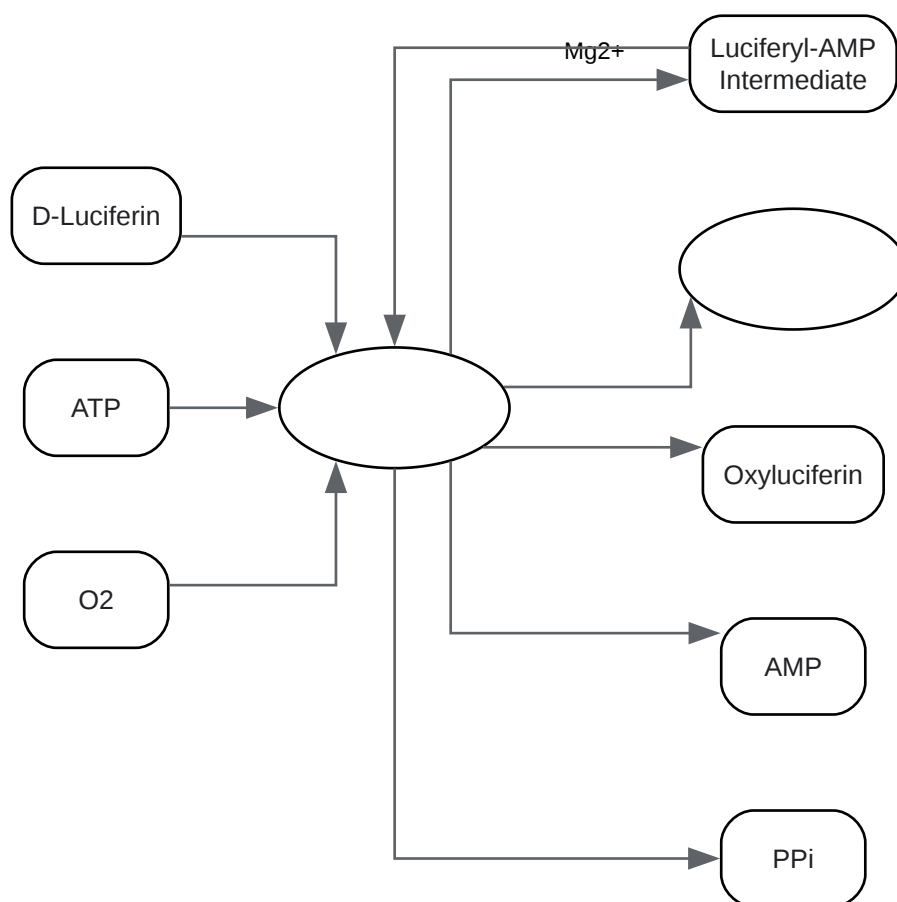 Mg2+
Luciferyl-AMP
Intermediate
D-Luciferin
ATP
Oxyluciferin
O2
AMP
PPi